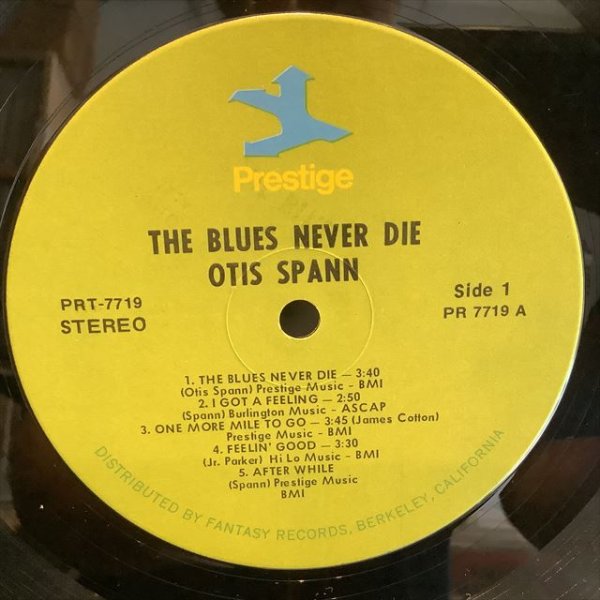 Prestige
THE BLUES NEVER DIE
OTIS SPANN
PRT-7719
STEREO
Side 1
PR 7719 A
1. THE BLUES NEVER DIE — 3:40
(Otis Spann) Prestige Music - BMI
2. I GOT A FEELING — 2:50
(Spann) Burlington Music - ASCAP
3. ONE MORE MILE TO GO — 3:45 (James Cotton)
Prestige Music - BMI
4. FEELIN' GOOD — 3:30
(Jr. Parker) Hi Lo Music - BMI
5. AFTER WHILE
(Spann) Prestige Music
BMI
DISTRIBUTED BY FANTASY RECORDS, BERKELEY, CALIFORNIA